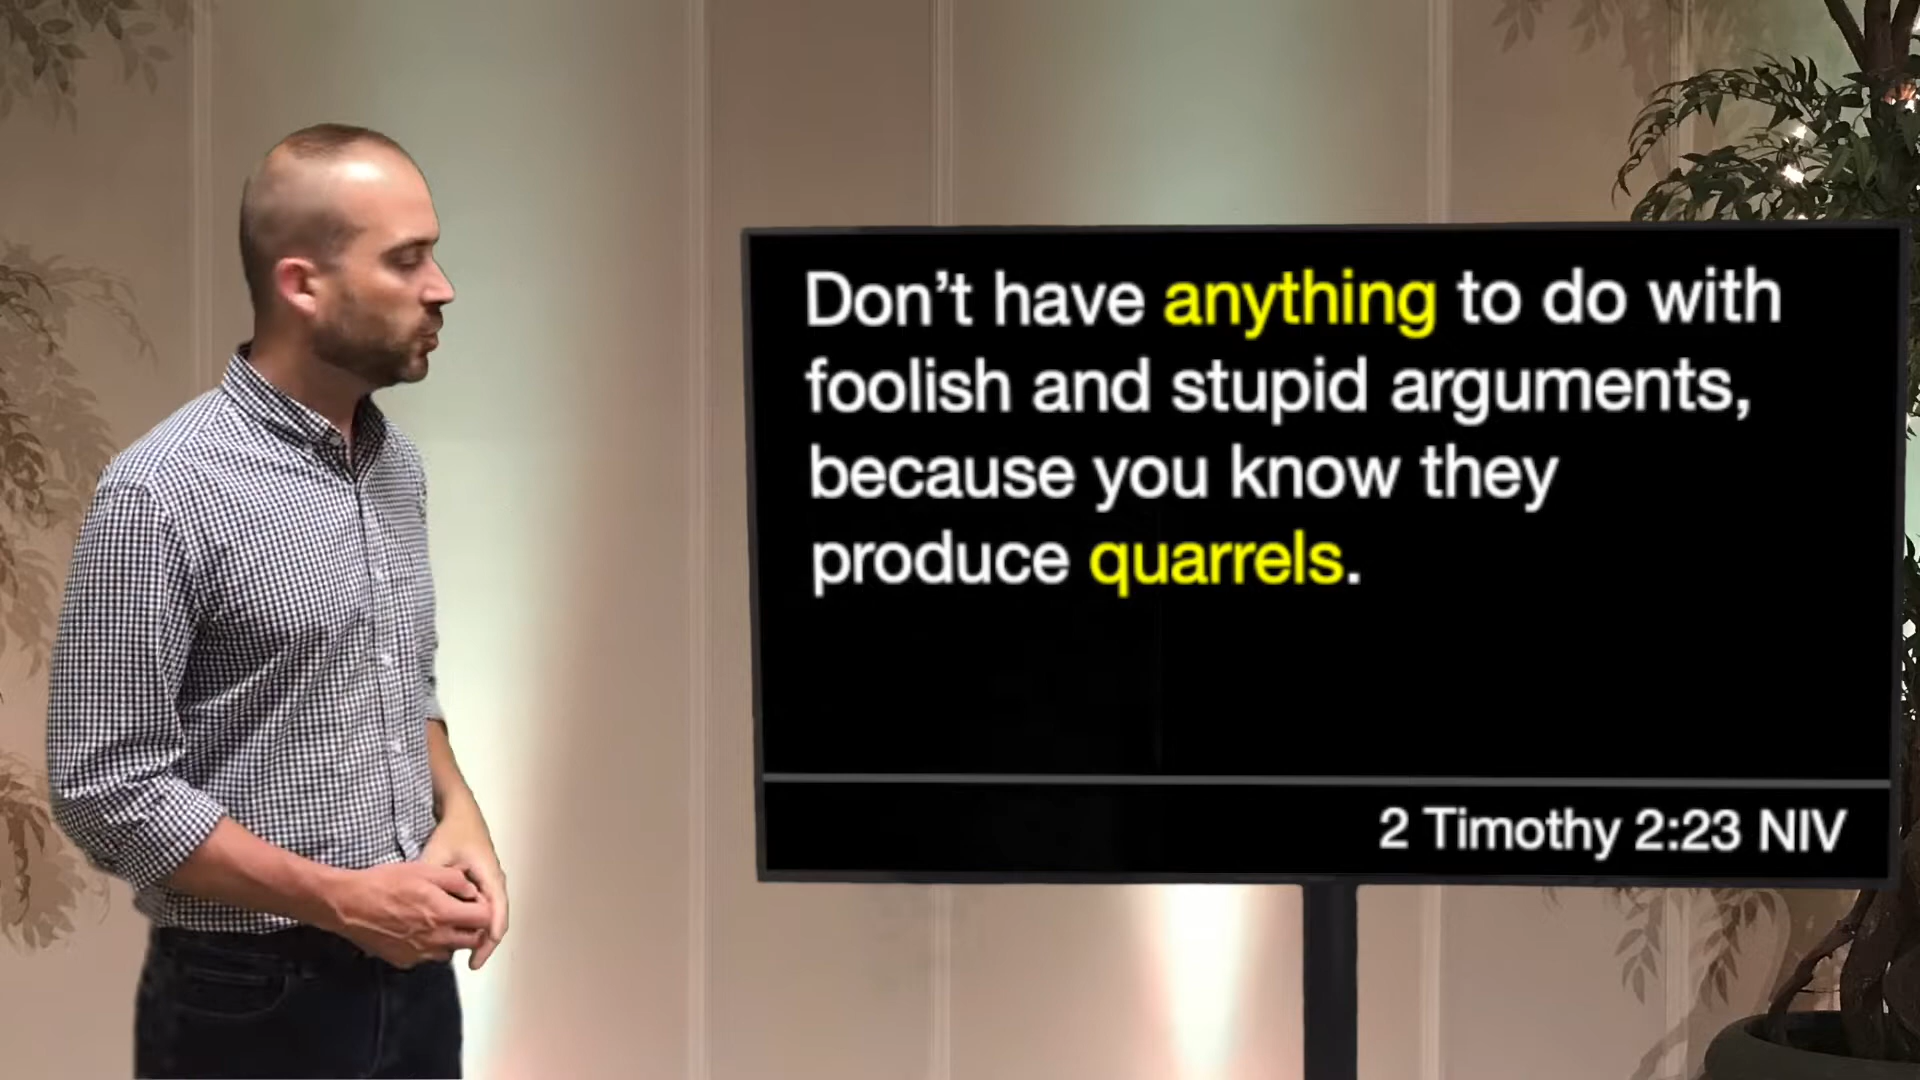 Don’t have anything to do with
foolish and stupid arguments,
because you know they
produce quarrels.
2 Timothy 2:23 NIV